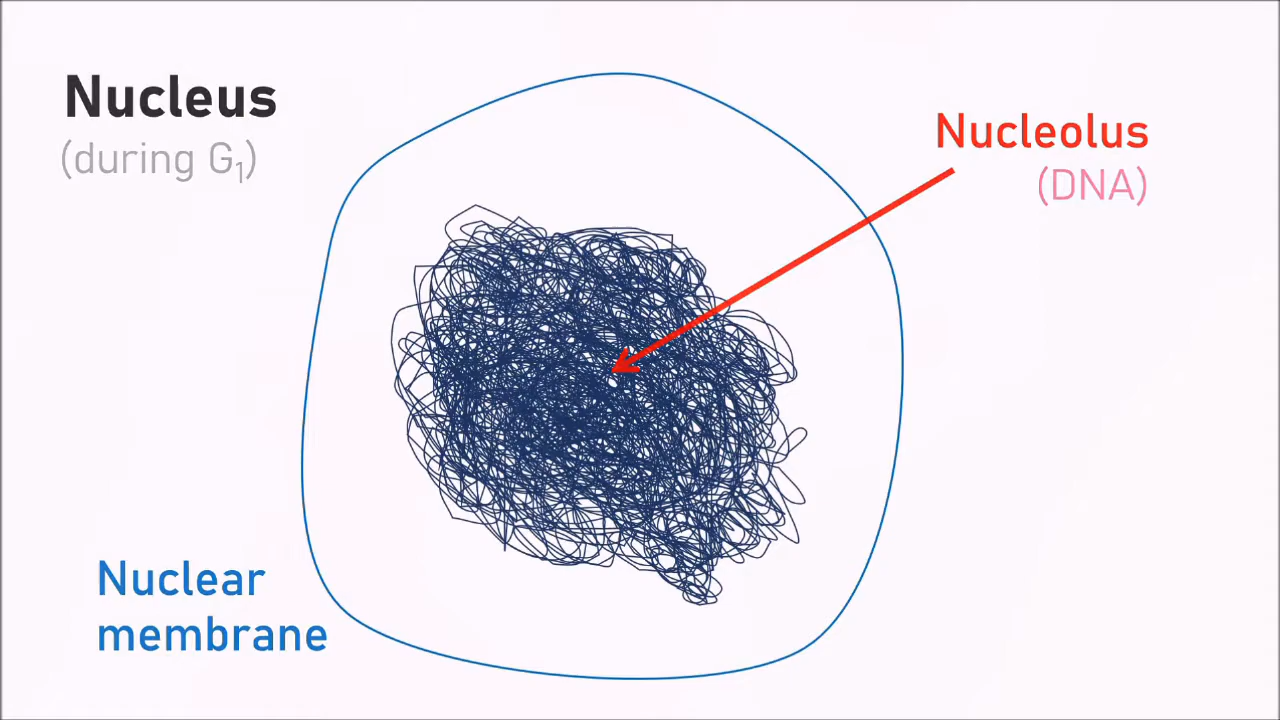 Nucleus
(during G₁)
Nucleolus
(DNA)
Nuclear
membrane